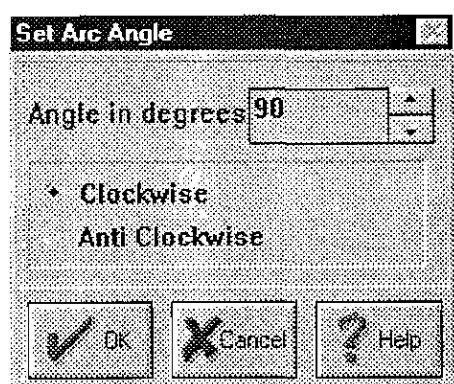 Set Arc Angle
Angle in degrees 90
Clockwise
Anti Clockwise
OK Cancel Help